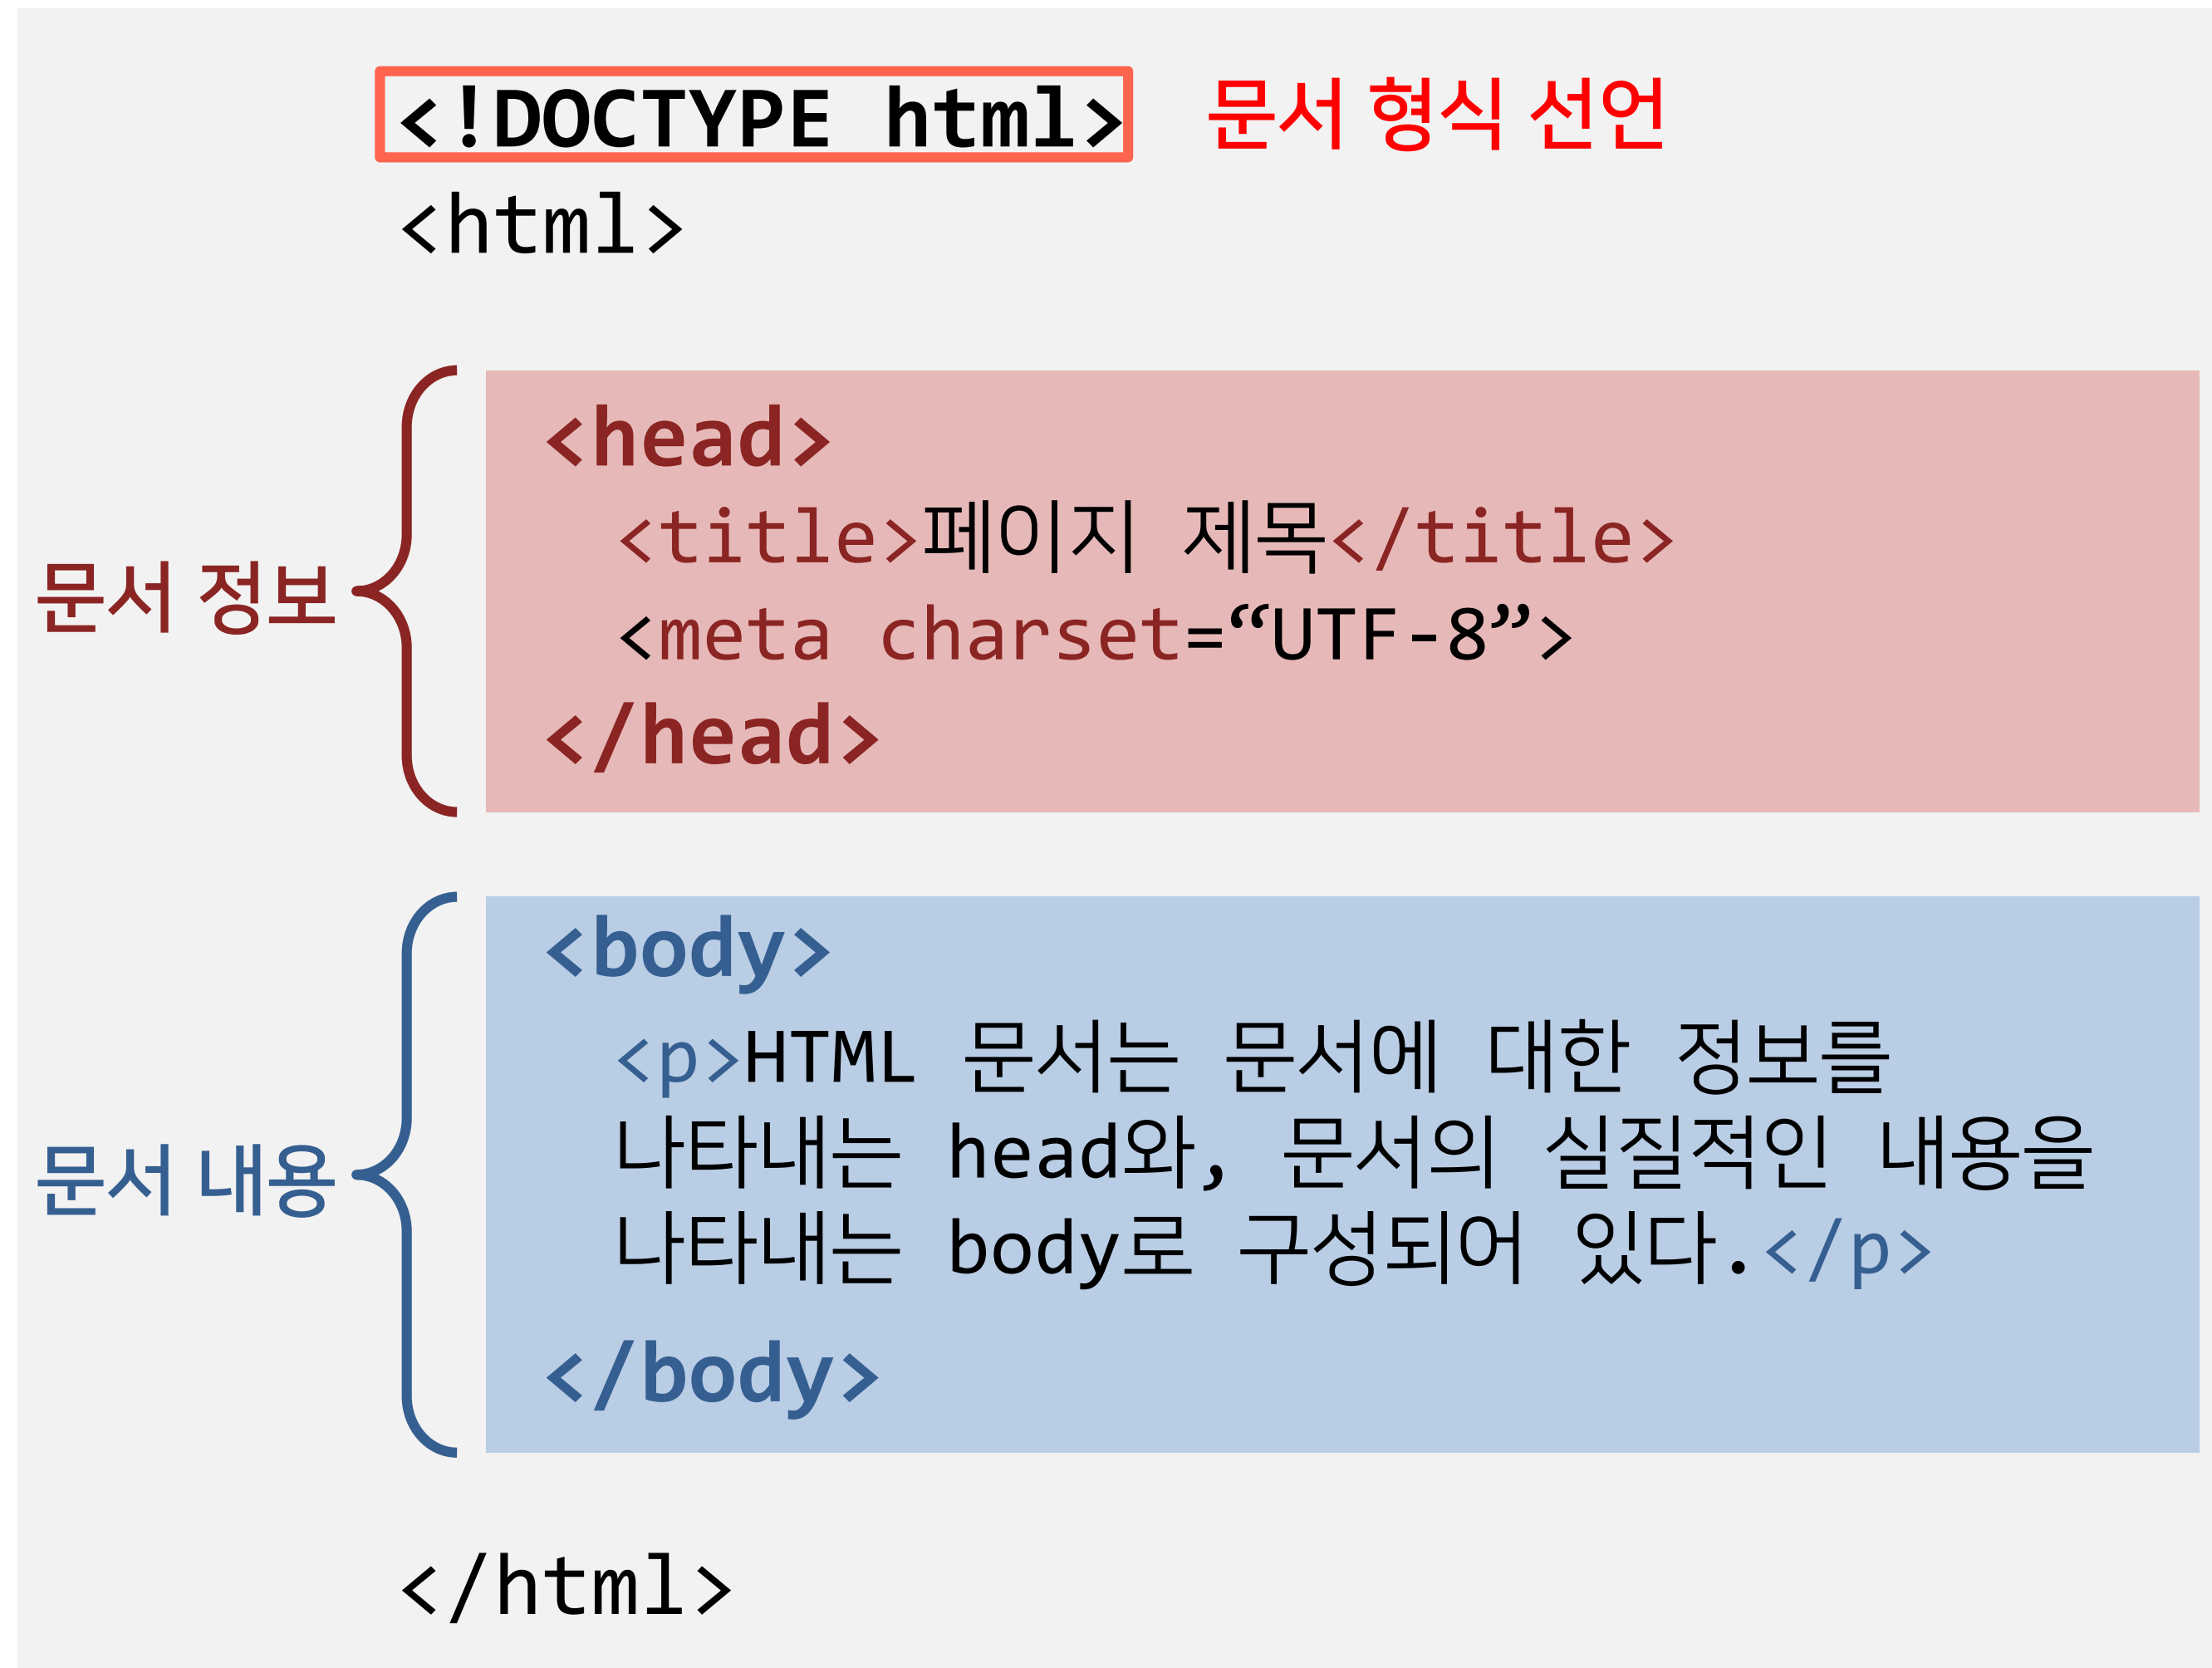 <!DOCTYPE html> 문서 형식 선언
<html>
<head>
<title>페이지 제목</title>
문서 정보
<meta charset=“UTF-8”>
</head>
<body>
<p>HTML 문서는 문서에 대한 정보를
나타내는 head와, 문서의 실질적인 내용을
문서 내용
나타내는 body로 구성되어 있다.</p>
</body>
</html>